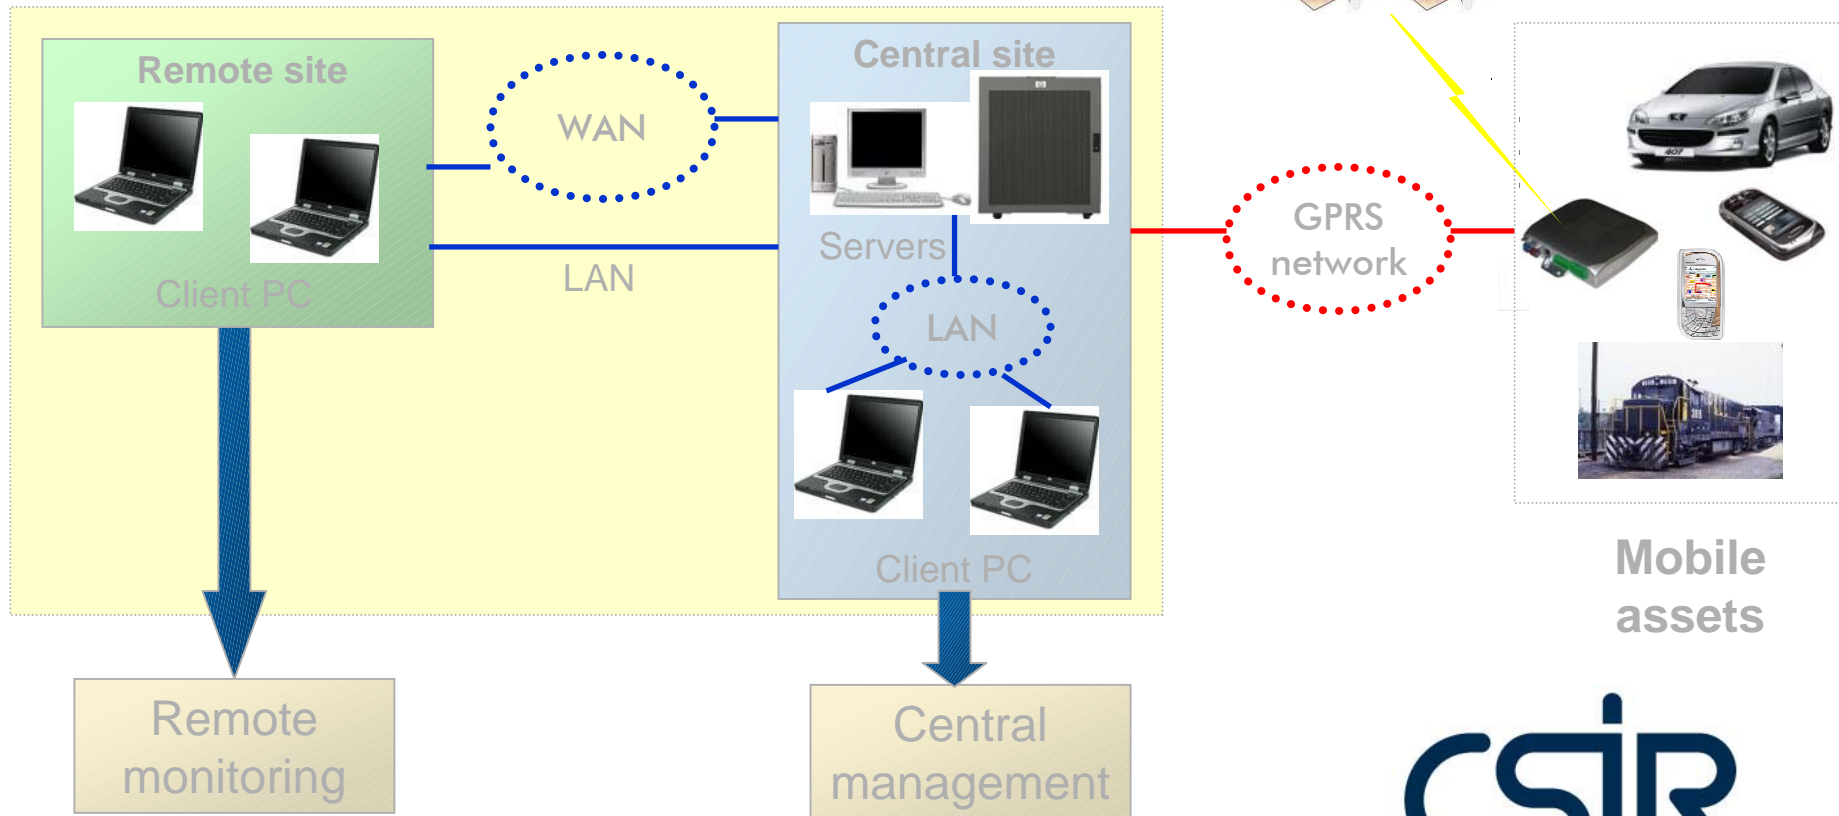 Remote site
Client PC
WAN
LAN
Central site
Servers
LAN
Client PC
GPRS
network
407
Mobile
assets
Remote
monitoring
Central
management
CSIR